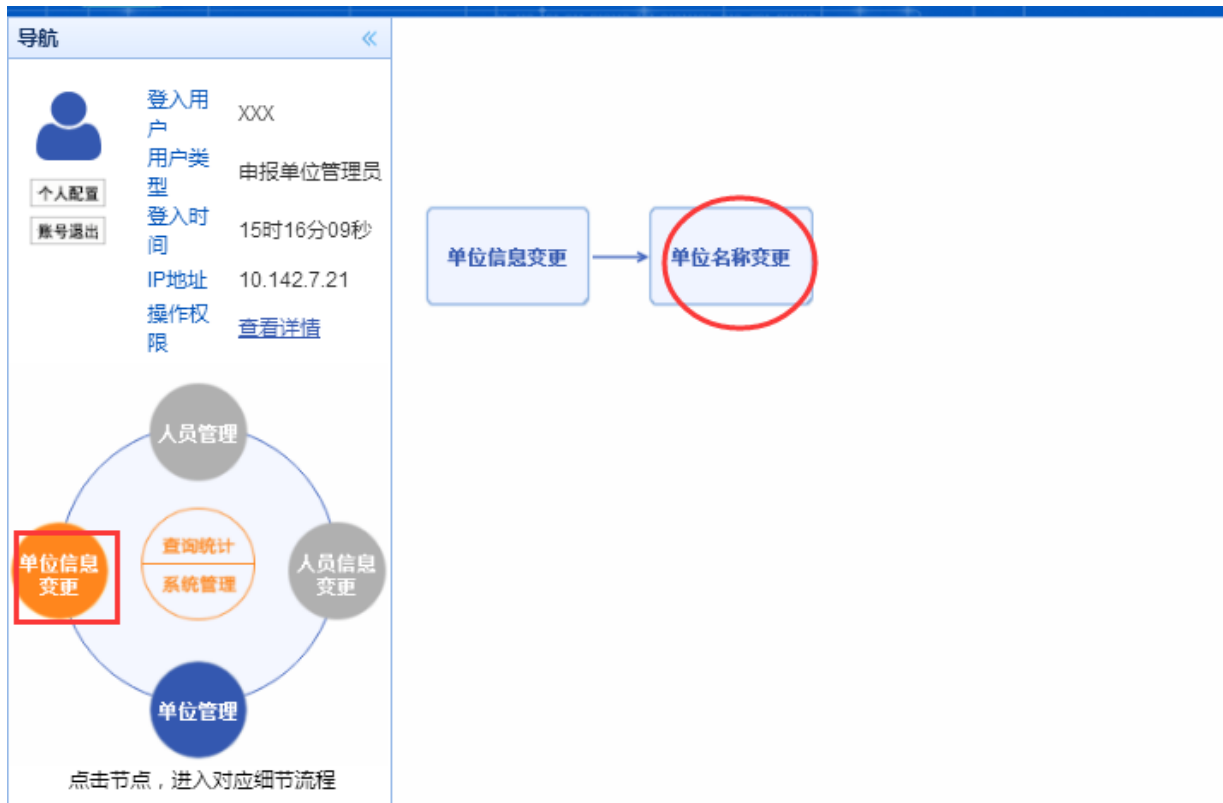 导航
登入用
户
XXX
用户类
型
申报单位管理员
登入时
间
15时16分09秒
IP地址
10.142.7.21
操作权
限
查看详情
个人配置
账号退出
人员管理
单位信息
变更
查询统计
系统管理
人员信息
变更
单位管理
点击节点，进入对应细节流程
单位信息变更
单位名称变更